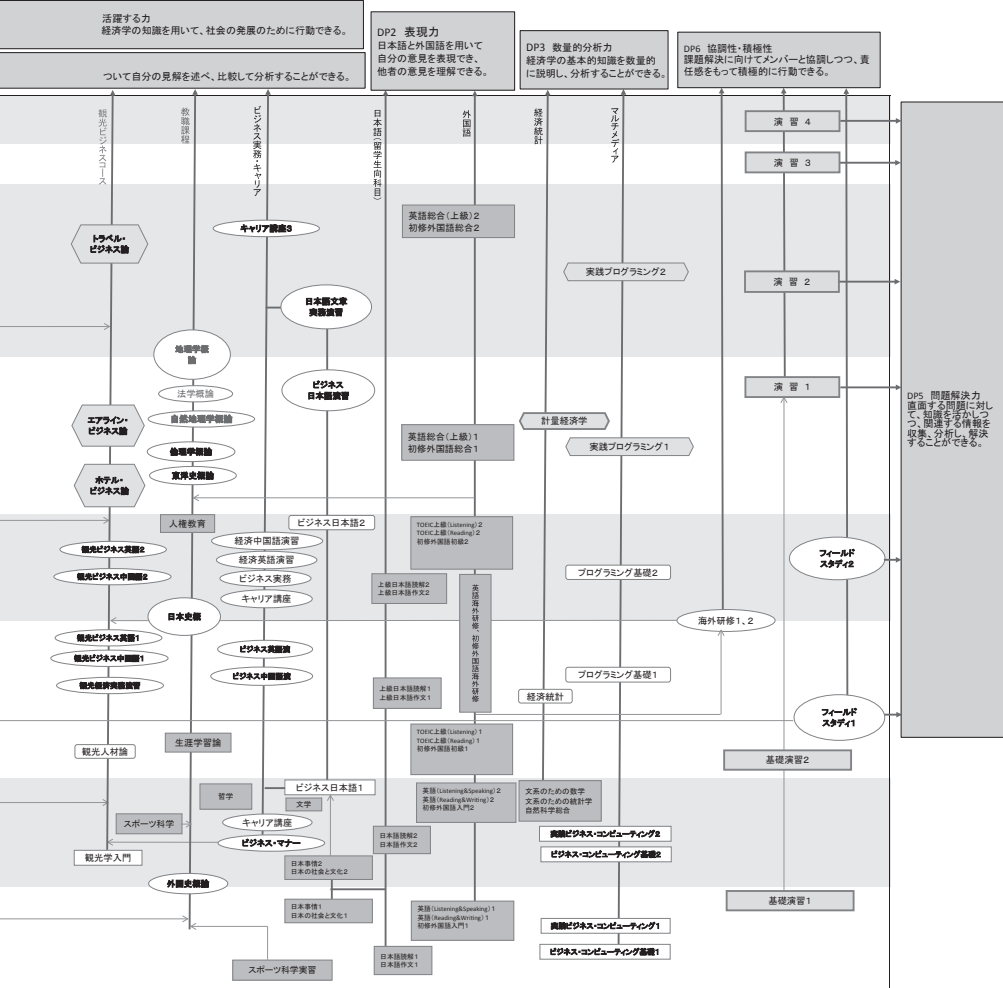 活躍する力
経済学の知識を用いて、社会の発展のために行動できる。
ついて自分の見解を述べ、比較して分析することができる。
DP2 表現力
日本語と外国語を用いて
自分の意見を表現でき、
他者の意見を理解できる。
DP3 数量的分析力
経済学の基本的知識を数量的
に説明し、分析することができる。
DP6 協調性・積極性
課題解決に向けてメンバーと協調しつつ、責
任感をもって積極的に行動できる。
観光ビジネスコース
教職課程
ビジネス実務・キャリア
日本語(留学生向科目)
外国語
経済統計
マルチメディア
演 習 4
演 習 3
トラベル・
ビジネス論
キャリア講座3
英語総合(上級)2
初修外国語総合2
実践プログラミング2
演 習 2
日本語文章
実務演習
地理学概
論
法学概論
自然地理学概論
倫理学概論
東洋史概論
ビジネス
日本語演習
演 習 1
エアライン・
ビジネス論
計量経済学
英語総合(上級)1
初修外国語総合1
実践プログラミング1
ホテル・
ビジネス論
DP5 問題解決力
直面する問題に対し
て、知識を活かしつ
つ、関連する情報を
収集、分析し、解決
することができる。
人権教育
ビジネス日本語2
TOEIC上級(Listening)2
TOEIC上級(Reading)2
初修外国語初級2
観光ビジネス英語2
観光ビジネス中国語2
経済中国語演習
経済英語演習
ビジネス実務
キャリア講座
上級日本語読解2
上級日本語作文2
英語海外研修、初修外国語海外研修
プログラミング基礎2
フィールド
スタディ2
日本史概
海外研修1、2
観光ビジネス英語1
観光ビジネス中国語1
観光経済実務演習
ビジネス英語演
ビジネス中国語演
上級日本語読解1
上級日本語作文1
経済統計
プログラミング基礎1
フィールド
スタディ1
観光人材論
生涯学習論
TOEIC上級(Listening)1
TOEIC上級(Reading)1
初修外国語初級1
基礎演習2
哲学
文学
ビジネス日本語1
英語(Listening&Speaking)2
英語(Reading&Writing)2
初修外国語入門2
文系のための数学
文系のための統計学
自然科学総合
スポーツ科学
キャリア講座
ビジネス・マナー
日本語読解2
日本語作文2
実践ビジネス・コンピューティング2
ビジネス・コンピューティング基礎2
観光学入門
日本事情2
日本の社会と文化2
外国史概論
日本事情1
日本の社会と文化1
英語(Listening&Speaking)1
英語(Reading&Writing)1
初修外国語入門1
基礎演習1
実践ビジネス・コンピューティング1
ビジネス・コンピューティング基礎1
スポーツ科学実習
日本語読解1
日本語作文1